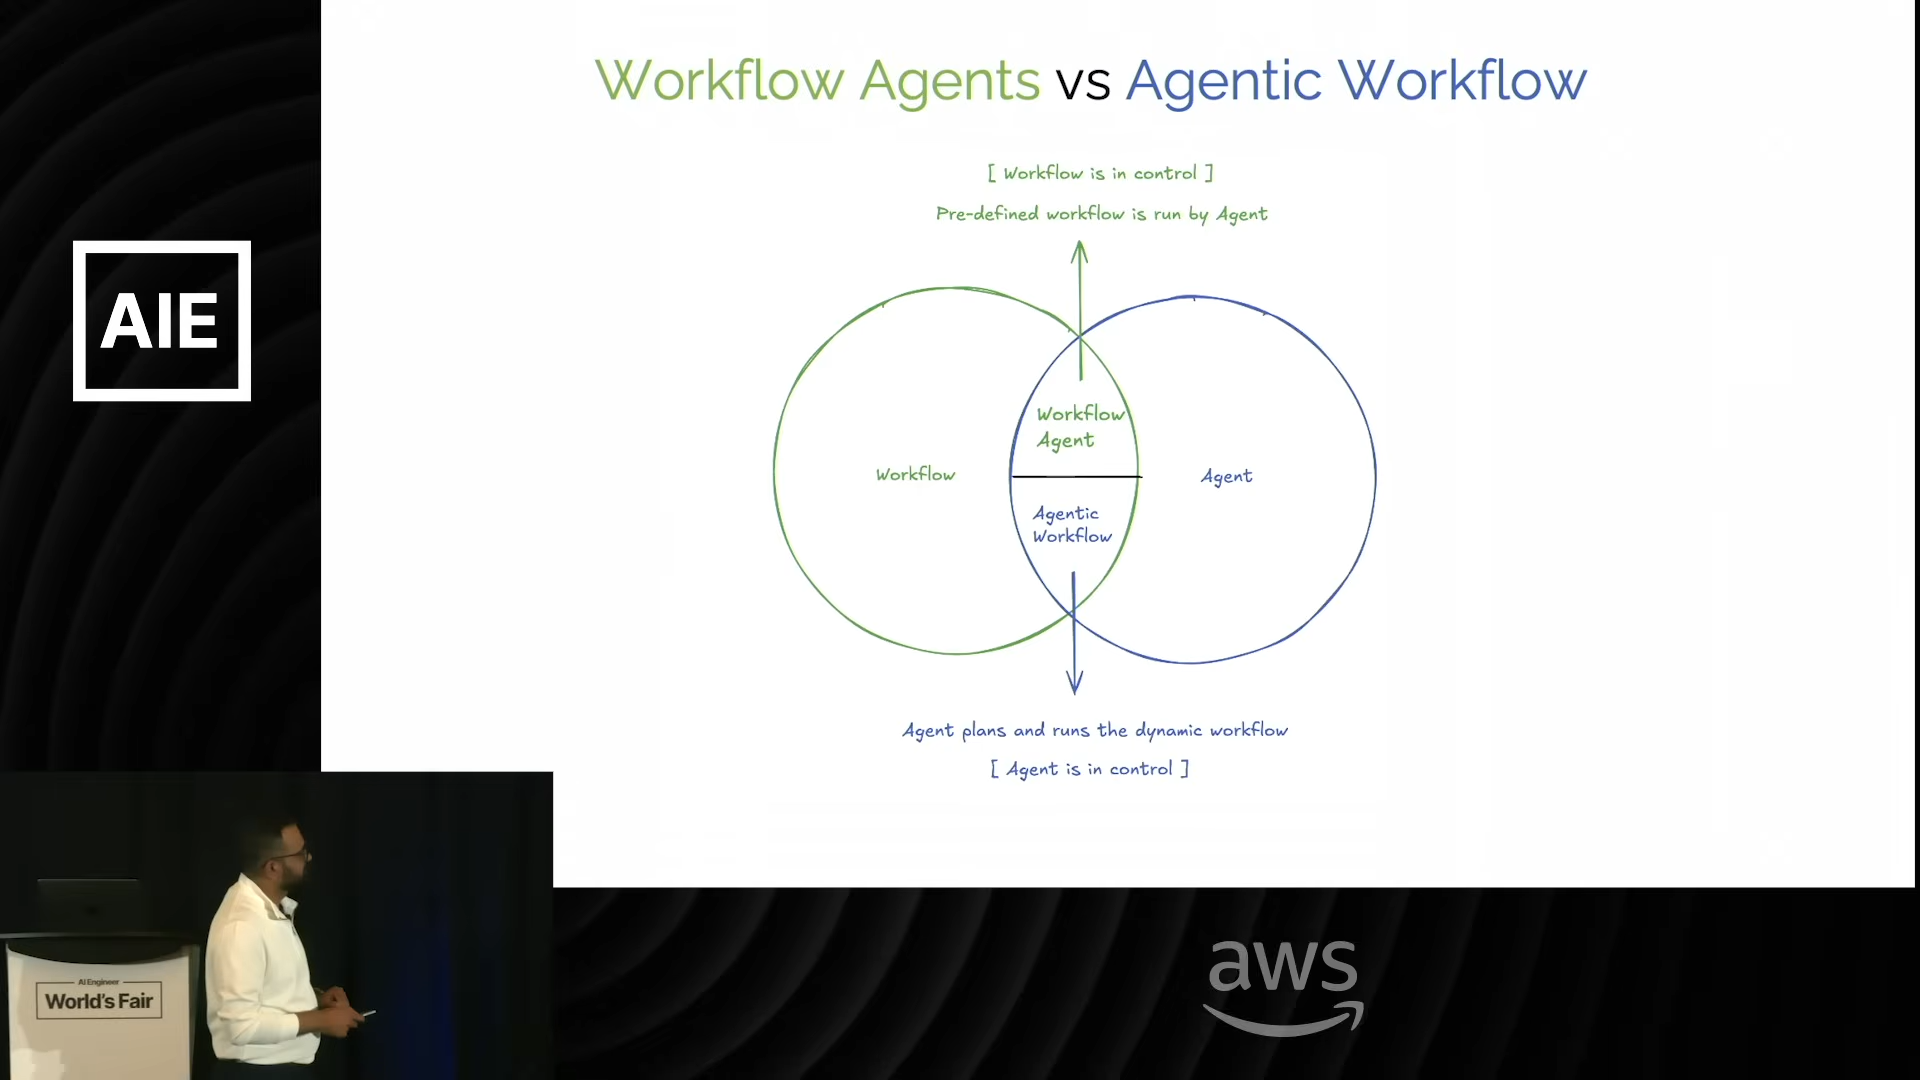 Workflow Agents vs Agentic Workflow
[ Workflow is in control ]
Pre-defined workflow is run by Agent
AIE
Workflow
Agent
Workflow
Agent
Agentic
Workflow
Agent plans and runs the dynamic workflow
[ Agent is in control ]
AI Engineer
World's Fair
aws